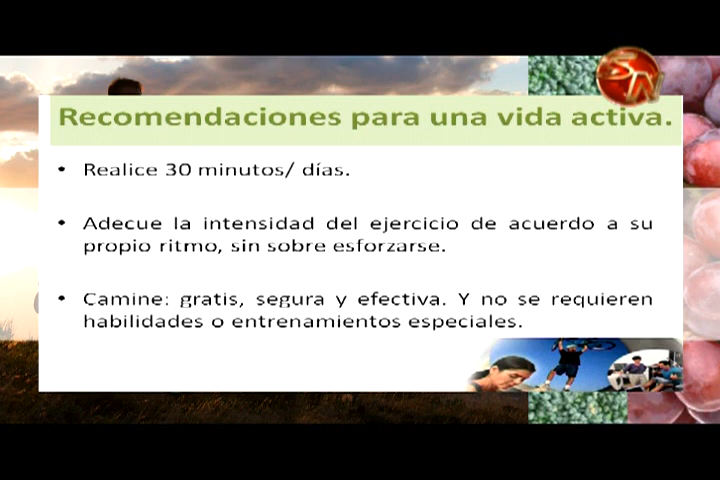 SN
Recomendaciones para una vida activa.
• Realice 30 minutos/ días.
• Adecue la intensidad del ejercicio de acuerdo a su
propio ritmo, sin sobre esforzarse.
• Camine: gratis, segura y efectiva. Y no se requieren
habilidades o entrenamientos especiales.